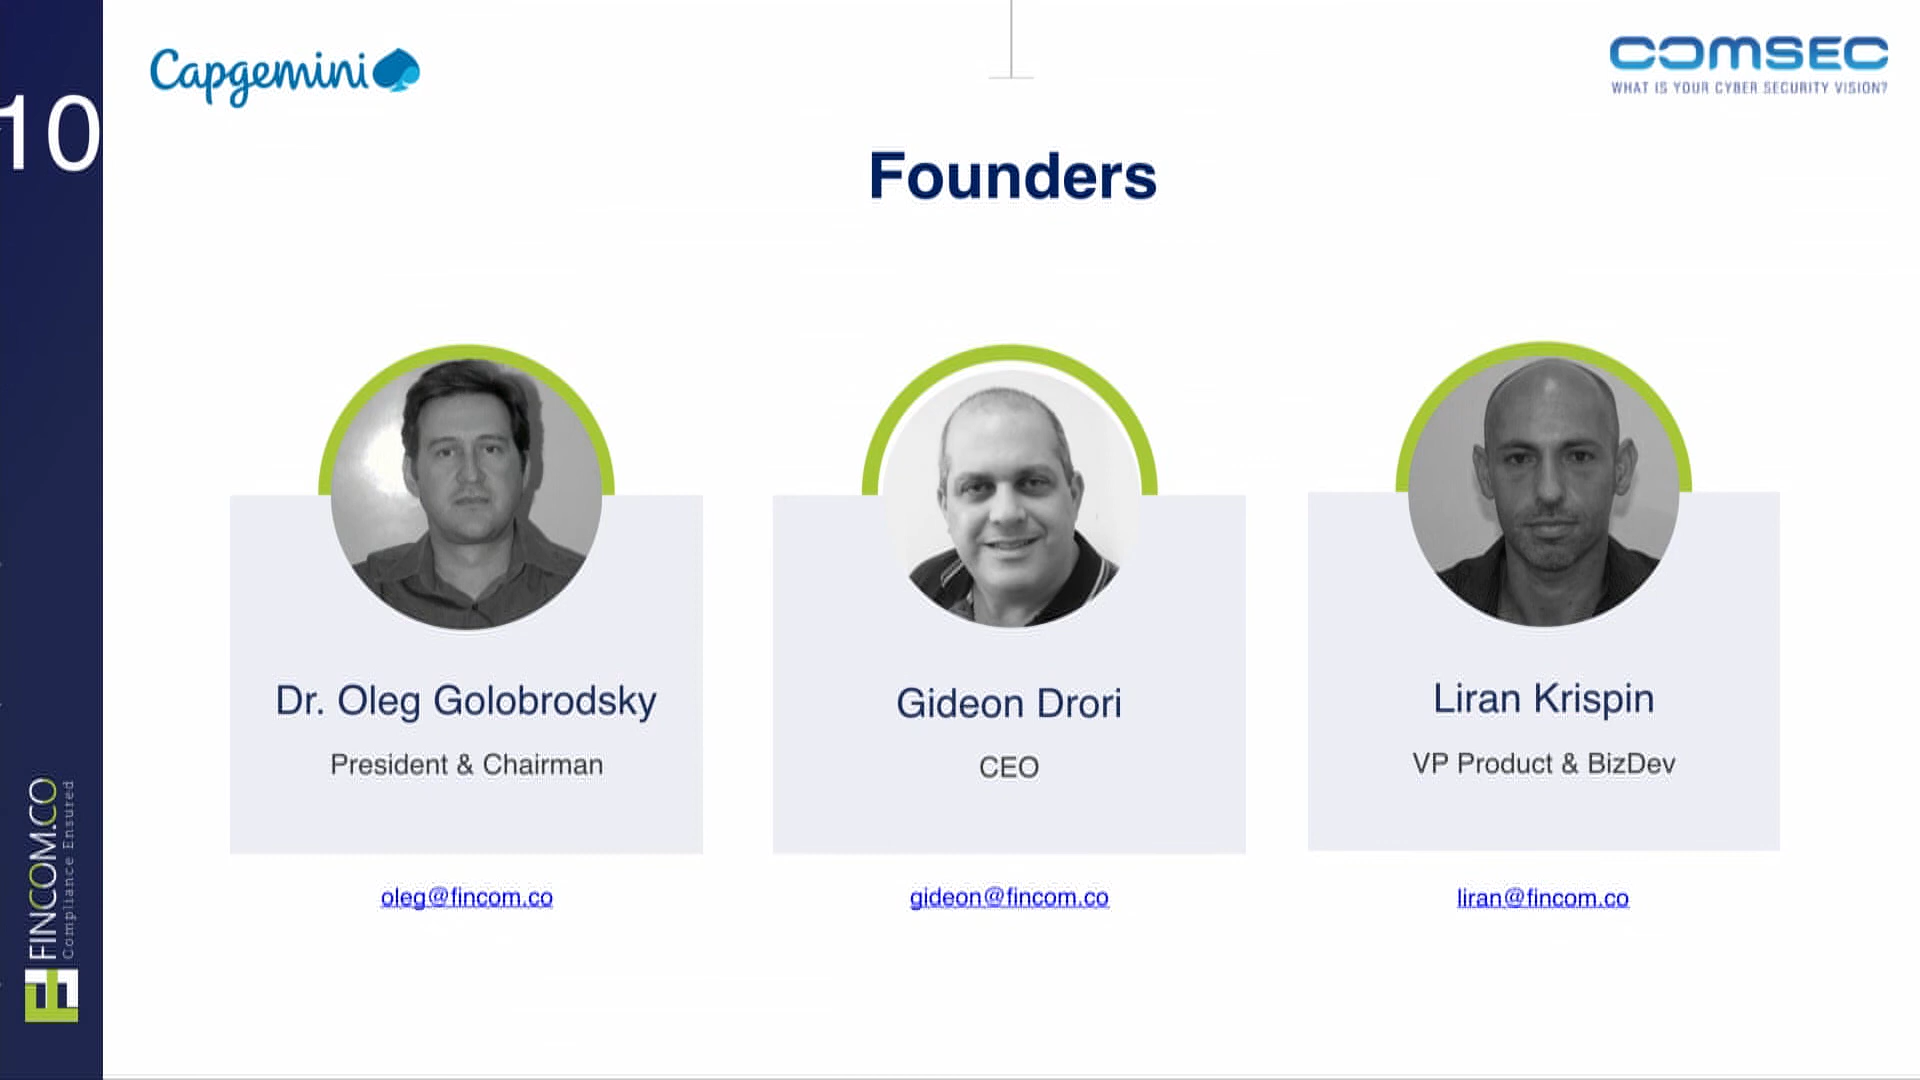 Capgemini
COMSEC
WHAT IS YOUR CYBER SECURITY VISION?
10
Founders
Dr. Oleg Golobrodsky
President & Chairman
oleg@fincom.co
Gideon Drori
CEO
gideon@fincom.co
Liran Krispin
VP Product & BizDev
liran@fincom.co
FINCOM.CO
Compliance Ensured